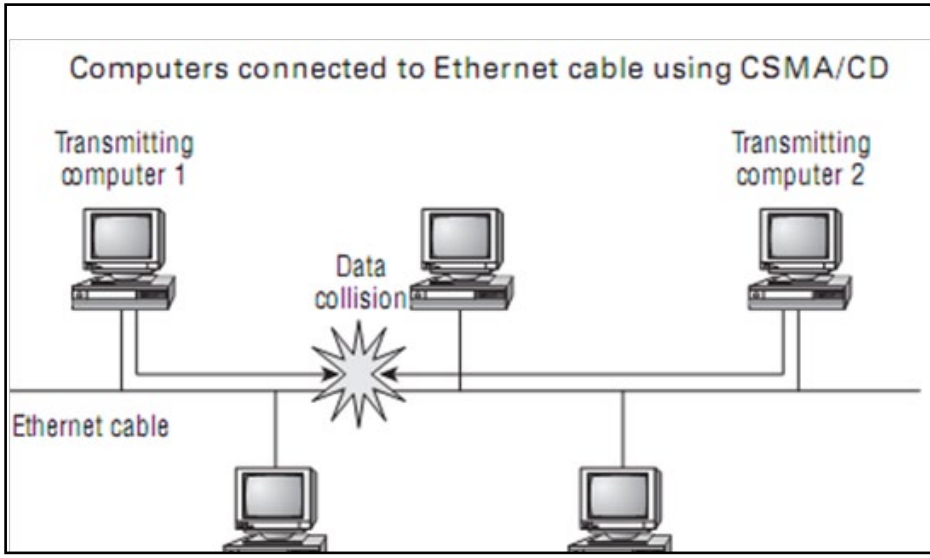 Computers connected to Ethernet cable using CSMA/CD
Transmitting
computer 1
Transmitting
computer 2
Data
collision
Ethernet cable